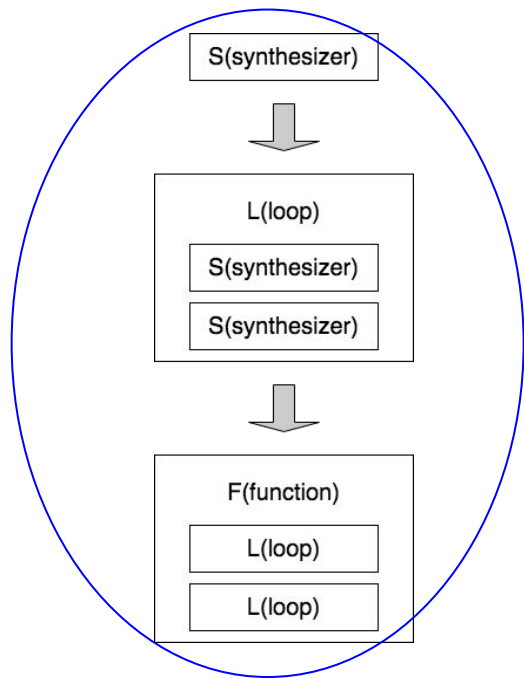 S(synthesizer)
L(loop)
S(synthesizer)
S(synthesizer)
F(function)
L(loop)
L(loop)